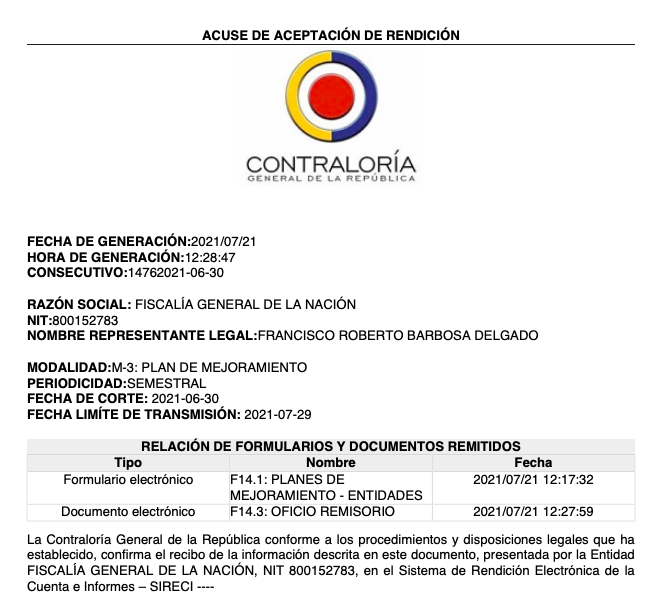 ACUSE DE ACEPTACIÓN DE RENDICIÓN
CONTRALORÍA
GENERAL DE LA REPÚBLICA
FECHA DE GENERACIÓN:2021/07/21
HORA DE GENERACIÓN:12:28:47
CONSECUTIVO:14762021-06-30
RAZÓN SOCIAL: FISCALÍA GENERAL DE LA NACIÓN
NIT:800152783
NOMBRE REPRESENTANTE LEGAL:FRANCISCO ROBERTO BARBOSA DELGADO
MODALIDAD:M-3: PLAN DE MEJORAMIENTO
PERIODICIDAD:SEMESTRAL
FECHA DE CORTE: 2021-06-30
FECHA LIMÍTE DE TRANSMISIÓN: 2021-07-29
RELACIÓN DE FORMULARIOS Y DOCUMENTOS REMITIDOS
Tipo Nombre Fecha
Formulario electrónico F14.1: PLANES DE 2021/07/21 12:17:32
MEJORAMIENTO - ENTIDADES
Documento electrónico F14.3: OFICIO REMISORIO 2021/07/21 12:27:59
La Contraloría General de la República conforme a los procedimientos y disposiciones legales que ha
establecido, confirma el recibo de la información descrita en este documento, presentada por la Entidad
FISCALÍA GENERAL DE LA NACIÓN, NIT 800152783, en el Sistema de Rendición Electrónica de la
Cuenta e Informes – SIRECI ----